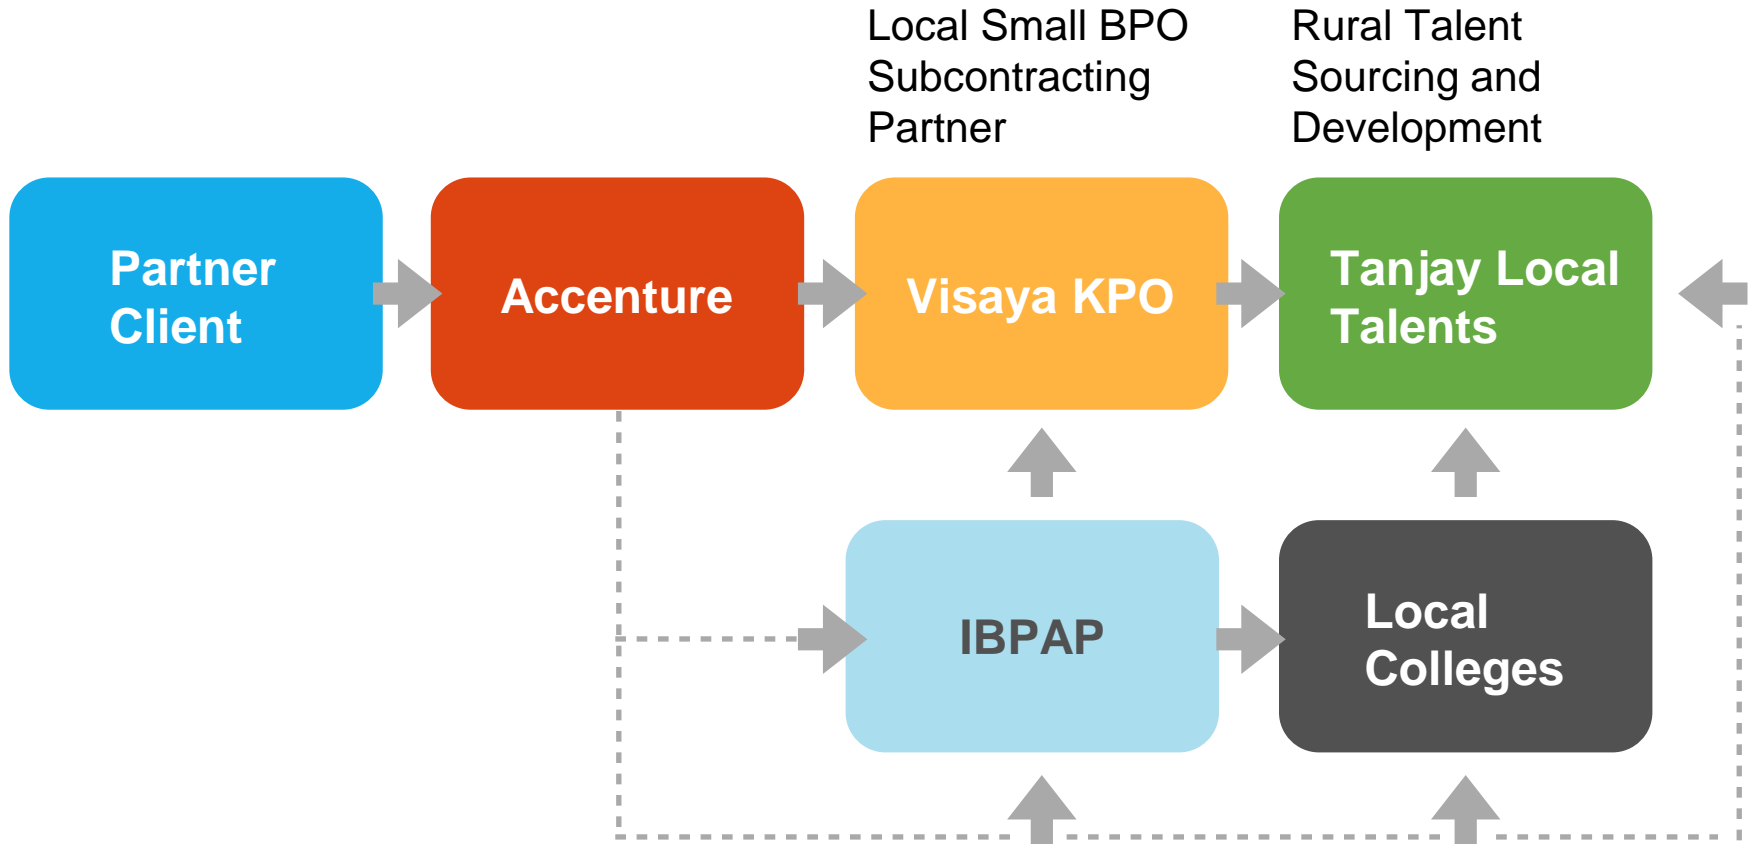 Local Small BPO
Subcontracting
Partner
Rural Talent
Sourcing and
Development
Partner
Client
Accenture
Visaya KPO
Tanjay Local
Talents
IBPAP
Local
Colleges